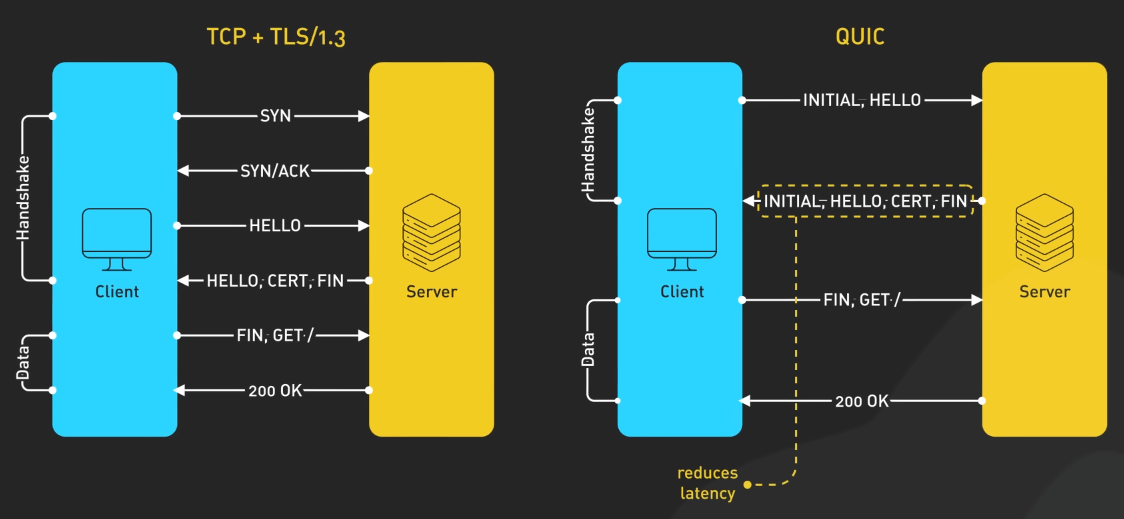 TCP + TLS/1.3
Handshake
SYN
SYN/ACK
HELLO
HELLO, CERT, FIN
Client
Server
Data
FIN, GET /
200 OK
QUIC
Handshake
INITIAL, HELLO
INITIAL, HELLO, CERT, FIN
Client
Server
Data
FIN, GET /
200 OK
reduces
latency